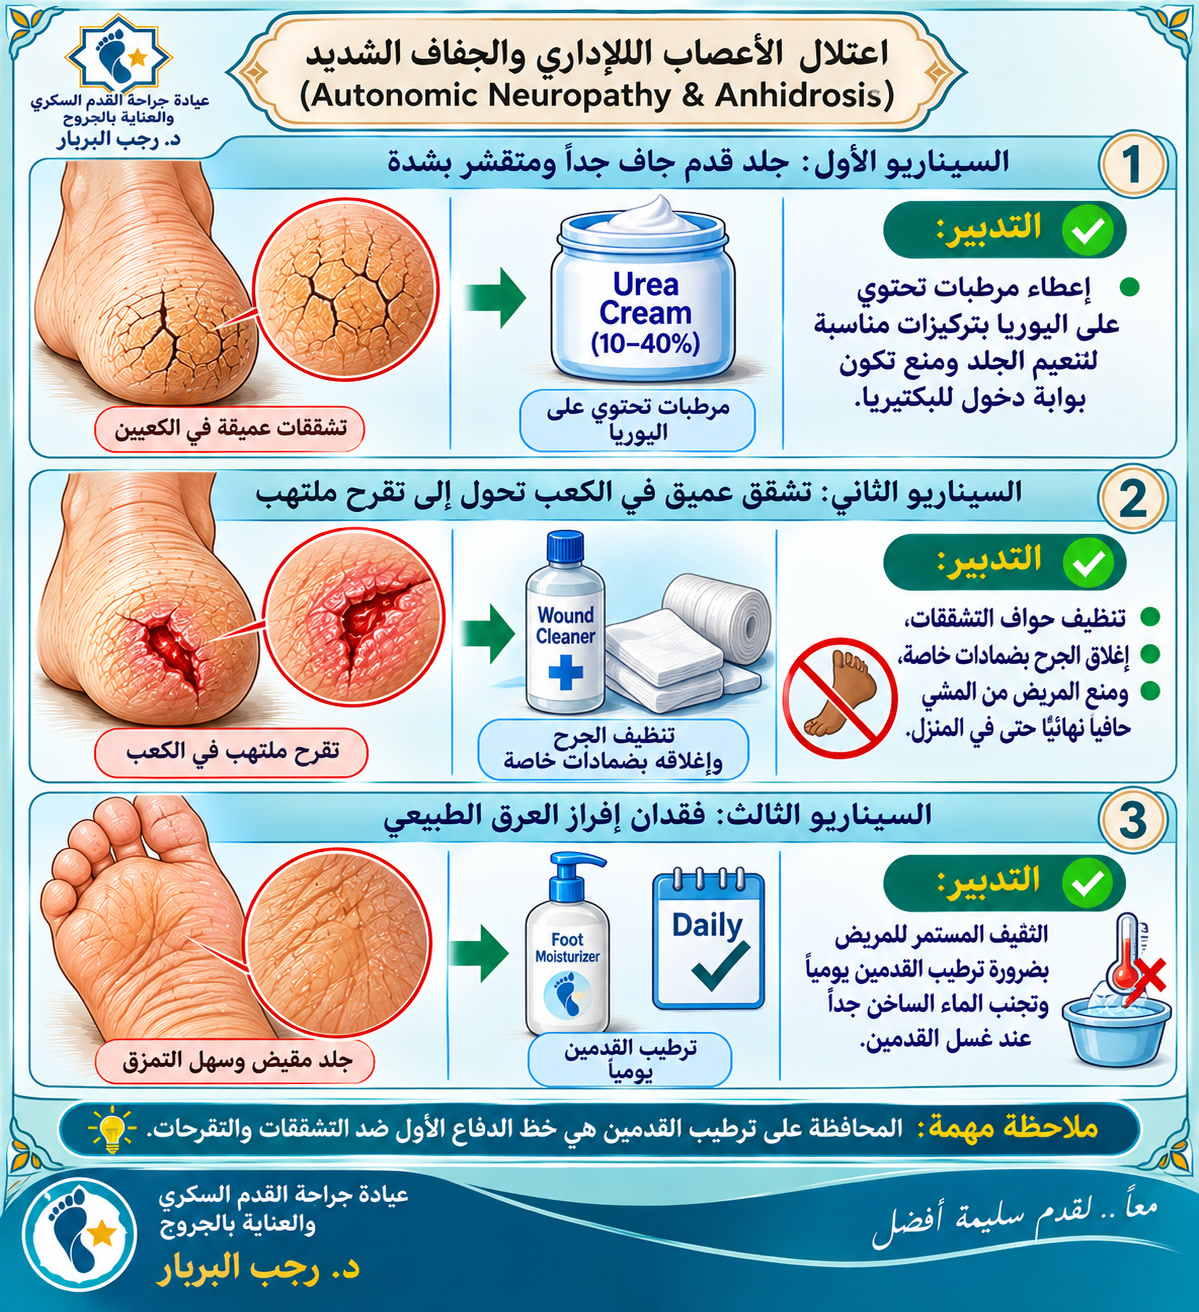 عيادة جراحة القدم السكري
والعناية بالجروح
د. رجب البربار
اعتلال الأعصاب اللاإداري والجفاف الشديد
(Autonomic Neuropathy & Anhidrosis)
1
السيناريو الأول: جلد قدم جاف جداً ومتقشر بشدة
التدبير:
إعطاء مرطبات تحتوي
على اليوريا بتركيزات مناسبة
لتنعيم الجلد ومنع تكون
بوابة دخول للبكتيريا.
Urea
Cream
(10–40%)
مرطبات تحتوي على
اليوريا
تشققات عميقة في الكعبين
2
السيناريو الثاني: تشقق عميق في الكعب تحول إلى تقرح ملتهب
التدبير:
تنظيف حواف التشققات،
إغلاق الجرح بضمادات خاصة،
ومنع المريض من المشي
حافياً نهائيًا حتى في المنزل.
Wound
Cleaner
تنظيف الجرح
وإغلاقه بضمادات خاصة
تقرح ملتهب في الكعب
3
السيناريو الثالث: فقدان إفراز العرق الطبيعي
التدبير:
الثقيف المستمر للمريض
بضرورة ترطيب القدمين يومياً
وتجنب الماء الساخن جداً
عند غسل القدمين.
Foot
Moisturizer
Daily
ترطيب القدمين
يومياً
جلد مقيض وسهل التمزق
ملاحظة مهمة: المحافظة على ترطيب القدمين هي خظ الدفاع الأول ضد التشققات والتقرحات.
عيادة جراحة القدم السكري
والعناية بالجروح
د. رجب البربار
معاً .. لقدم سليمة أفضل